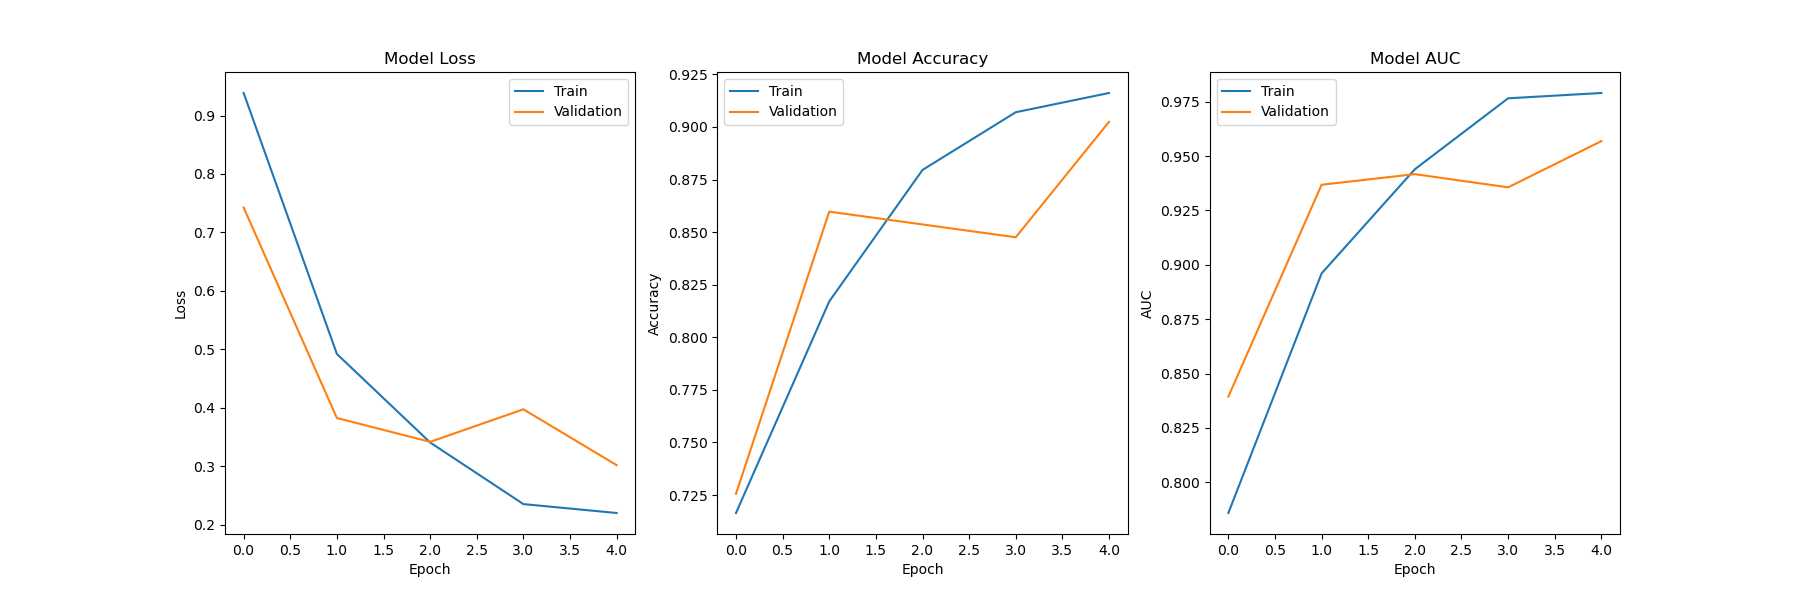 Model Loss
Train
Validation
0.9
0.8
0.7
0.6
0.5
0.4
0.3
0.2
Loss
0.0 0.5 1.0 1.5 2.0 2.5 3.0 3.5 4.0
Epoch
Model Accuracy
Train
Validation
0.925
0.900
0.875
0.850
0.825
0.800
0.775
0.750
0.725
Accuracy
0.0 0.5 1.0 1.5 2.0 2.5 3.0 3.5 4.0
Epoch
Model AUC
Train
Validation
0.975
0.950
0.925
0.900
0.875
0.850
0.825
0.800
AUC
0.0 0.5 1.0 1.5 2.0 2.5 3.0 3.5 4.0
Epoch